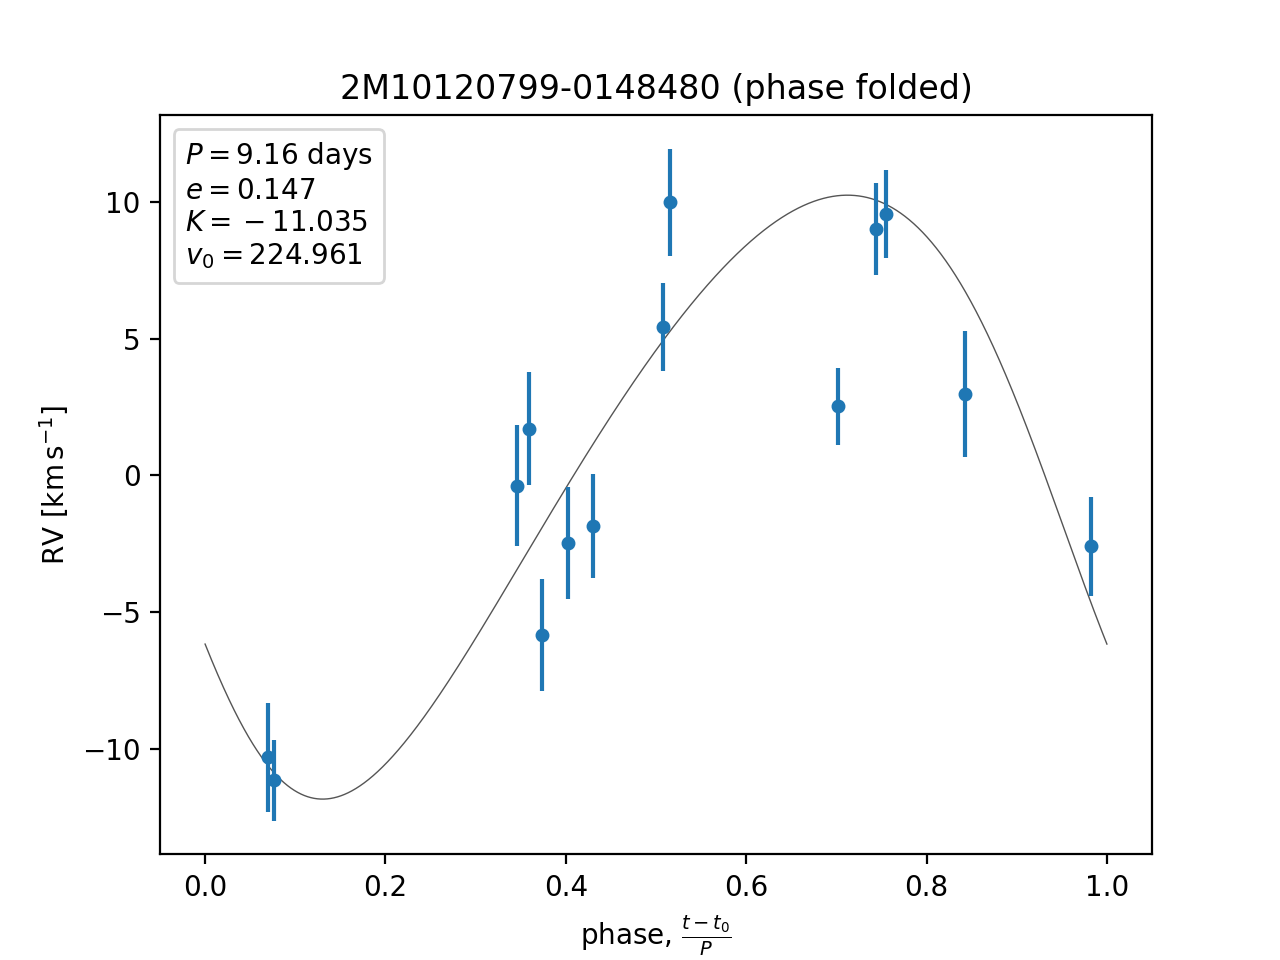 2M10120799-0148480 (phase folded)
P = 9.16 days
e = 0.147
K = −11.035
v₀ = 224.961
10
5
0
−5
−10
RV [km s⁻¹]
0.0 0.2 0.4 0.6 0.8 1.0
phase, (t − t₀)/P